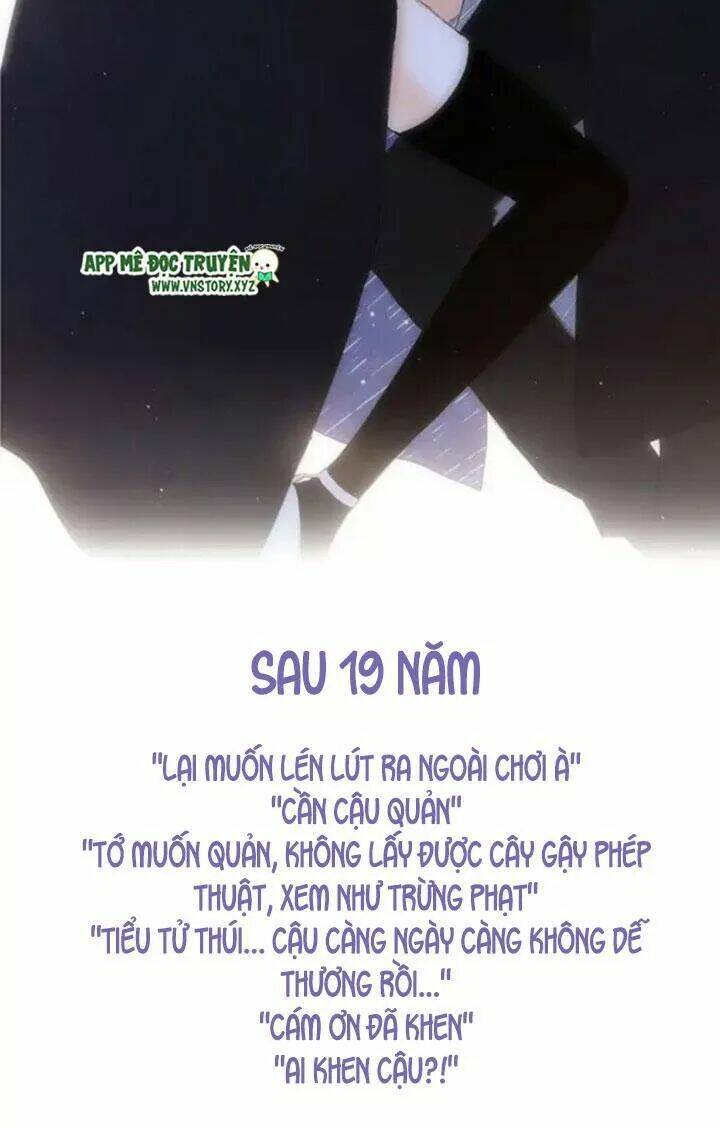 APP MÊ ĐỌC TRUYỆN
WWW.VNSTORY.XYZ
SAU 19 NĂM
"LẠI MUỐN LÉN LÚT RA NGOÀI CHƠI À"
"CẦN CẬU QUẢN"
"TỚ MUỐN QUẢN, KHÔNG LẤY ĐƯỢC CÂY GẬY PHÉP
THUẬT, XEM NHƯ TRỪNG PHẠT"
"TIỂU TỬ THÚI... CẬU CÀNG NGÀY CÀNG KHÔNG DỄ
THƯƠNG RỒI..."
"CÁM ƠN ĐÃ KHEN"
"AI KHEN CẬU?!"